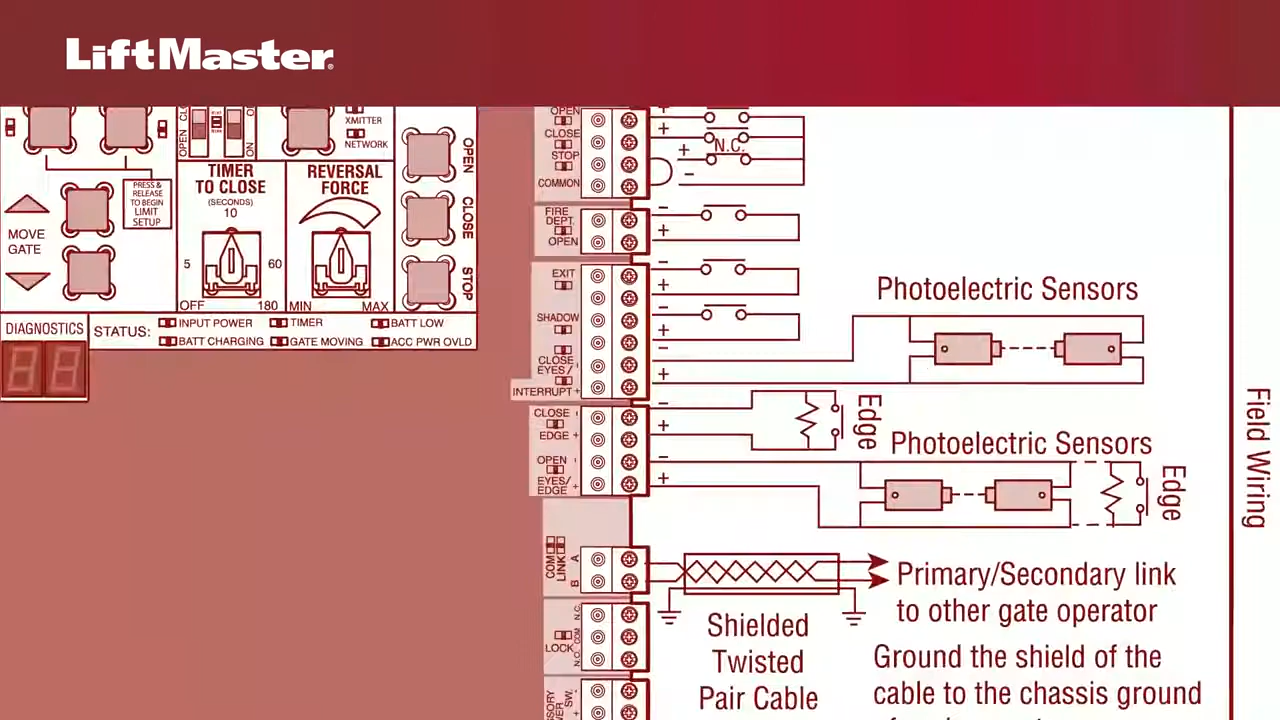 LiftMaster
OPEN
CLOSE
STOP
COMMON
N.C.
XMITTER
NETWORK
OPEN
ON
TIMER
TO CLOSE
(SECONDS)
10
5
60
OFF
180
REVERSAL
FORCE
MIN
MAX
OPEN
CLOSE
STOP
PRESS &
RELEASE
TO BEGIN
LIMIT
SETUP
MOVE
GATE
DIAGNOSTICS
88
STATUS:
INPUT POWER
TIMER
BATT LOW
BATT CHARGING
GATE MOVING
ACC PWR OVLD
FIRE
DEPT.
OPEN
EXIT
SHADOW
CLOSE
EYES/
INTERRUPT +
Photoelectric Sensors
CLOSE
EDGE +
Edge
OPEN
EYES/
EDGE +
Photoelectric Sensors
Edge
Field Wiring
COM
LINK
A
B
Primary/Secondary link
to other gate operator
Shielded
Twisted
Pair Cable
Ground the shield of the
cable to the chassis ground
LOCK
N.C.
COM
N.O.
SW.